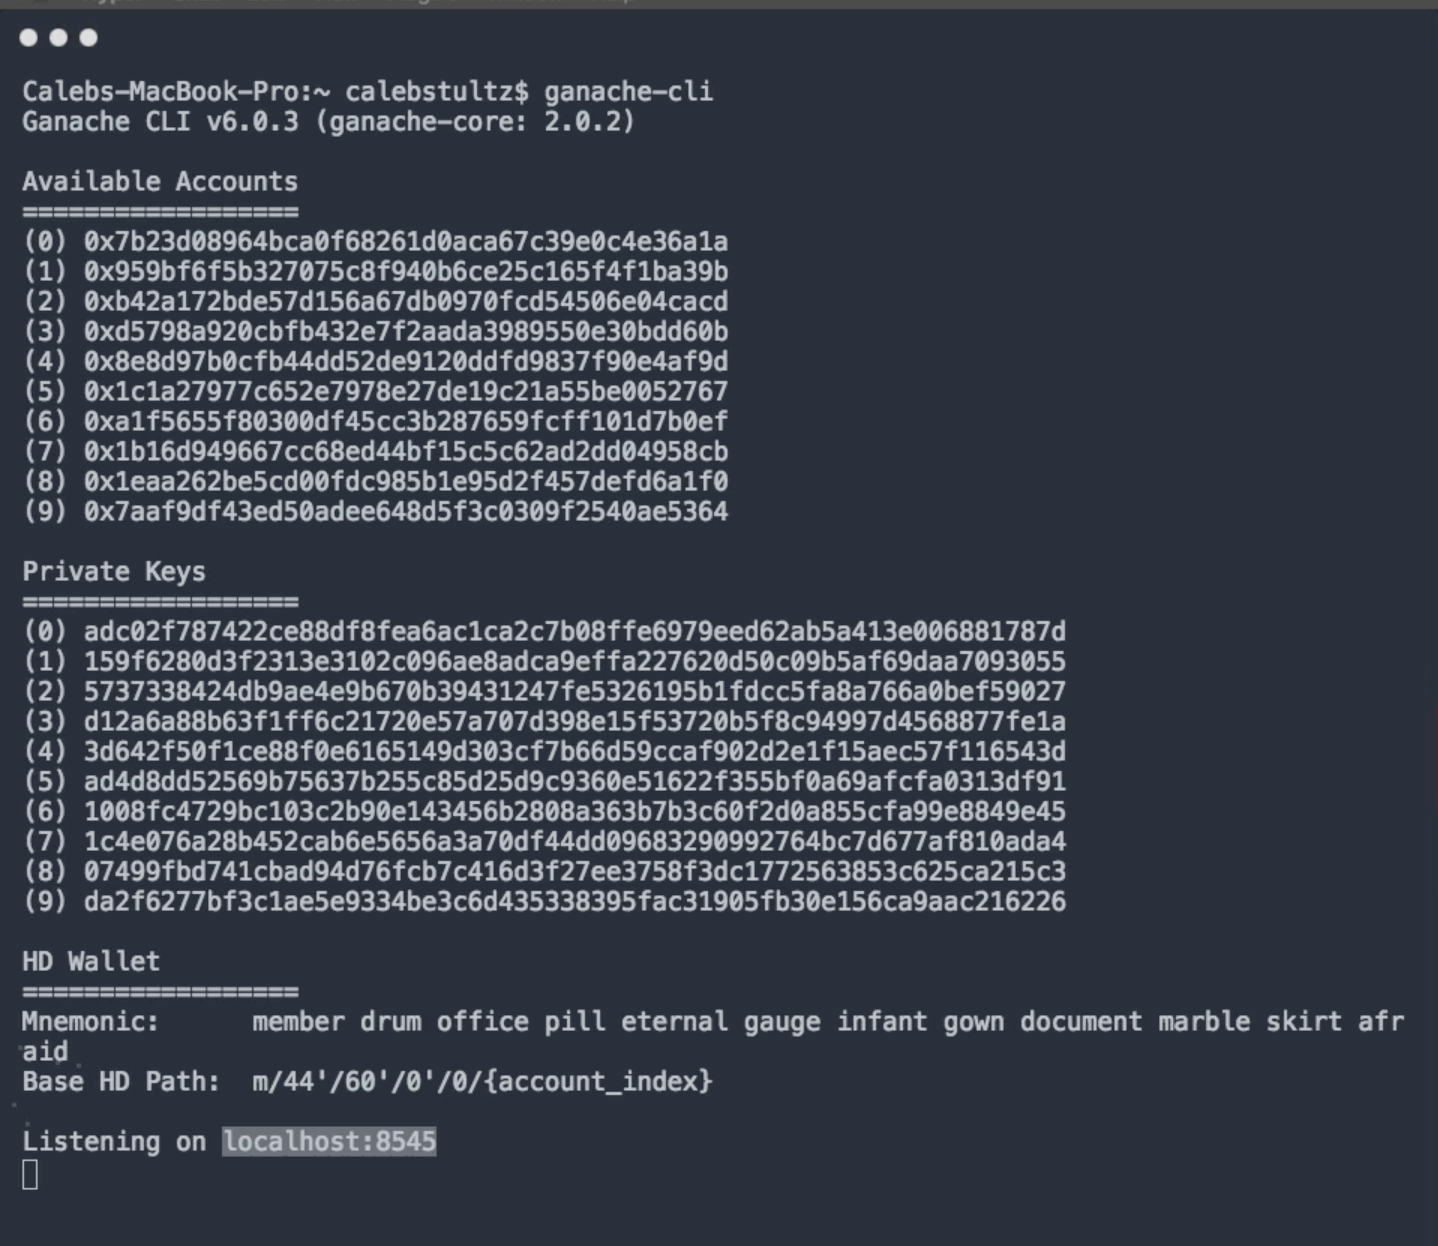 Calebs-MacBook-Pro:~ calebstultz$ ganache-cli
Ganache CLI v6.0.3 (ganache-core: 2.0.2)
Available Accounts
==================
(0) 0x7b23d08964bca0f68261d0aca67c39e0c4e36a1a
(1) 0x959bf6f5b327075c8f940b6ce25c165f4f1ba39b
(2) 0xb42a172bde57d156a67db0970fcd54506e04cacd
(3) 0xd5798a920cbfb432e7f2aada3989550e30bdd60b
(4) 0x8e8d97b0cfb44dd52de9120ddfd9837f90e4af9d
(5) 0x1c1a27977c652e7978e27de19c21a55be0052767
(6) 0xa1f5655f80300df45cc3b287659fcff101d7b0ef
(7) 0x1b16d949667cc68ed44bf15c5c62ad2dd04958cb
(8) 0x1eaa262be5cd00fdc985b1e95d2f457defd6a1f0
(9) 0x7aaf9df43ed50adee648d5f3c0309f2540ae5364
Private Keys
==================
(0) adc02f787422ce88df8fea6ac1ca2c7b08ffe6979eed62ab5a413e006881787d
(1) 159f6280d3f2313e3102c096ae8adca9effa227620d50c09b5af69daa7093055
(2) 5737338424db9ae4e9b670b39431247fe5326195b1fdcc5fa8a766a0bef59027
(3) d12a6a88b63f1ff6c21720e57a707d398e15f53720b5f8c94997d4568877fe1a
(4) 3d642f50f1ce88f0e6165149d303cf7b66d59ccaf902d2e1f15aec57f116543d
(5) ad4d8dd52569b75637b255c85d25d9c9360e51622f355bf0a69afcfa0313df91
(6) 1008fc4729bc103c2b90e143456b2808a363b7b3c60f2d0a855cfa99e8849e45
(7) 1c4e076a28b452cab6e5656a3a70df44dd09683290992764bc7d677af810ada4
(8) 07499fbd741cbad94d76fcb7c416d3f27ee3758f3dc1772563853c625ca215c3
(9) da2f6277bf3c1ae5e9334be3c6d435338395fac31905fb30e156ca9aac216226
HD Wallet
==================
Mnemonic:      member drum office pill eternal gauge infant gown document marble skirt afr
aid
Base HD Path:  m/44'/60'/0'/0/{account_index}
Listening on localhost:8545